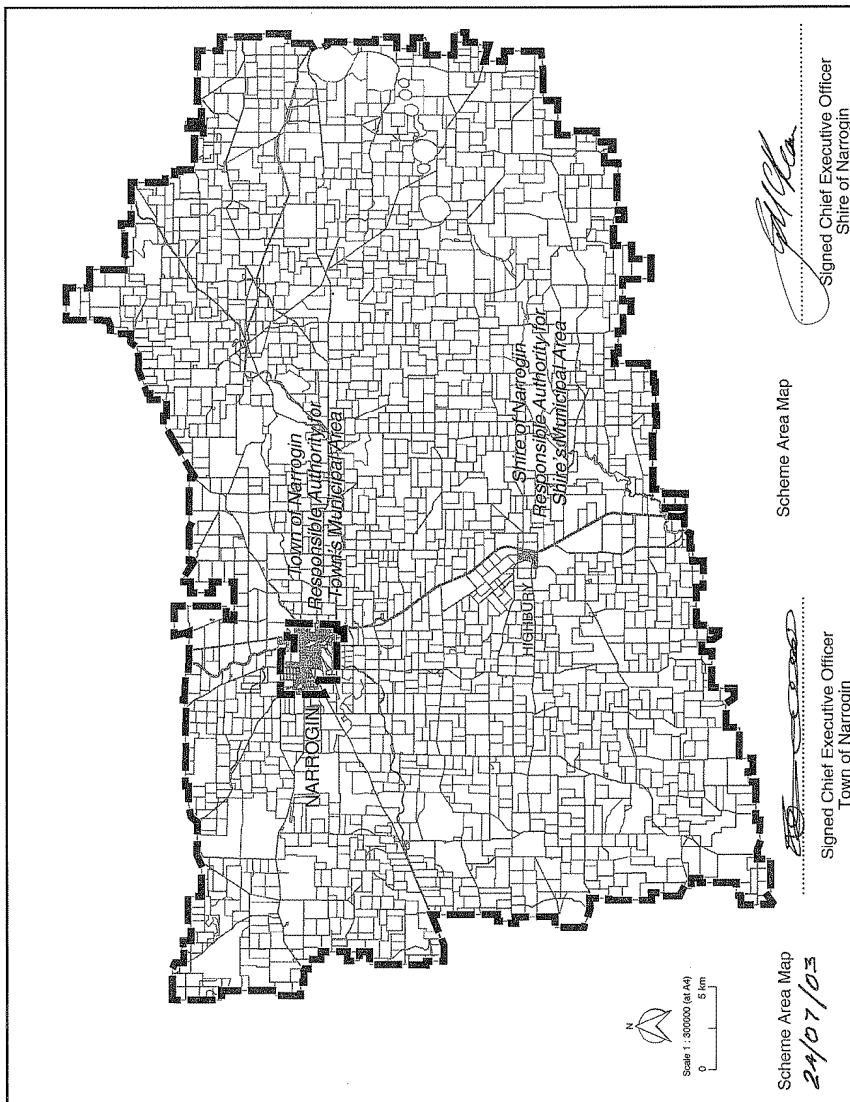 Town of Narrogin
Responsible Authority for
Town's Municipal Area
NARROGIN
Shire of Narrogin
Responsible Authority for
Shire's Municipal Area
HIGHBURY
N
Scale 1 : 300000 (at A4)
0 5 km
Scheme Area Map
24/07/03
Signed Chief Executive Officer
Town of Narrogin
Scheme Area Map
Signed Chief Executive Officer
Shire of Narrogin